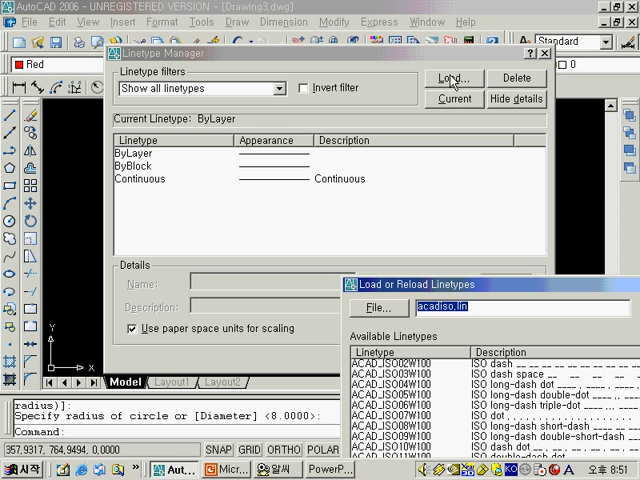 AutoCAD 2006 - UNREGISTERED VERSION - [Drawing3.dwg]
File Edit View Insert Format Tools Draw Dimension Modify Express Window Help
Standard
Red
0
Linetype Manager
Linetype filters
Show all linetypes
Invert filter
Load...
Delete
Current
Hide details
Current Linetype: ByLayer
Linetype Appearance Description
ByLayer
ByBlock
Continuous Continuous
Details
Name:
Description:
Use paper space units for scaling
Load or Reload Linetypes
File...
acadiso.lin
Available Linetypes
Linetype Description
ACAD_ISO02W100 ISO dash
ACAD_ISO03W100 ISO dash space
ACAD_ISO04W100 ISO long-dash dot
ACAD_ISO05W100 ISO long-dash double-dot
ACAD_ISO06W100 ISO long-dash triple-dot
ACAD_ISO07W100 ISO dot
ACAD_ISO08W100 ISO long-dash short-dash
ACAD_ISO09W100 ISO long-dash double-short-dash
ACAD_ISO10W100 ISO dash dot
ACAD_ISO11W100 ISO double-dash dot
Y
X
Model Layout1 Layout2
radius)]:
Specify radius of circle or [Diameter] <8.0000>:
Command:
357,9317, 764,9494, 0,0000
SNAP GRID ORTHO POLAR
시작
Aut...
Micr...
알씨
PowerP...
KO
A
오후 8:51